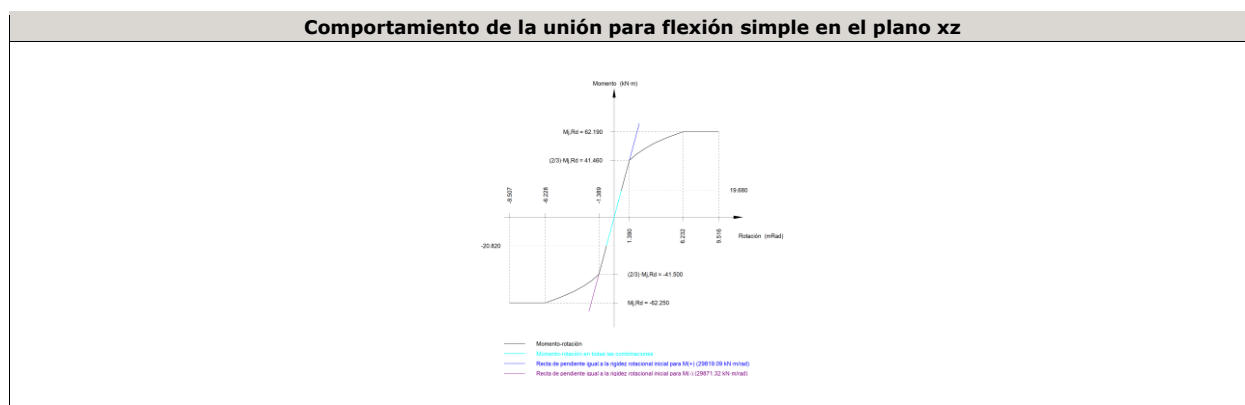 Comportamiento de la unión para flexión simple en el plano xz
Momento (kN·m)
Mj,Rd = 62.190
(2/3)·Mj,Rd = 41.460
-9.507
-6.228
-1.389
19.680
1.390
6.232
9.516
Rotación (mRad)
-20.820
(2/3)·Mj,Rd = -41.500
Mj,Rd = -62.250
Momento-rotación
Momento-rotación en todas las combinaciones.
Recta de pendiente igual a la rigidez rotacional inicial para M(+) (29819.09 kN·m/rad)
Recta de pendiente igual a la rigidez rotacional inicial para M(-) (29871.32 kN·m/rad)